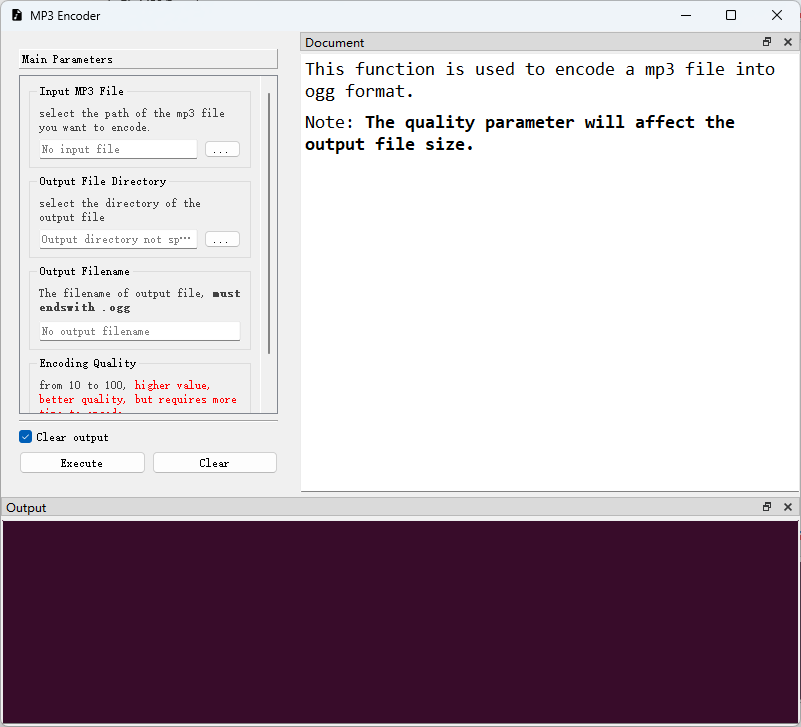 MP3 Encoder
Main Parameters
Input MP3 File
select the path of the mp3 file
you want to encode.
No input file
...
Output File Directory
select the directory of the
output file
Output directory not sp...
...
Output Filename
The filename of output file, must
endswith .ogg
No output filename
Encoding Quality
from 10 to 100, higher value,
better quality, but requires more
time to encode
Clear output
Execute
Clear
Document
This function is used to encode a mp3 file into
ogg format.
Note: The quality parameter will affect the
output file size.
Output